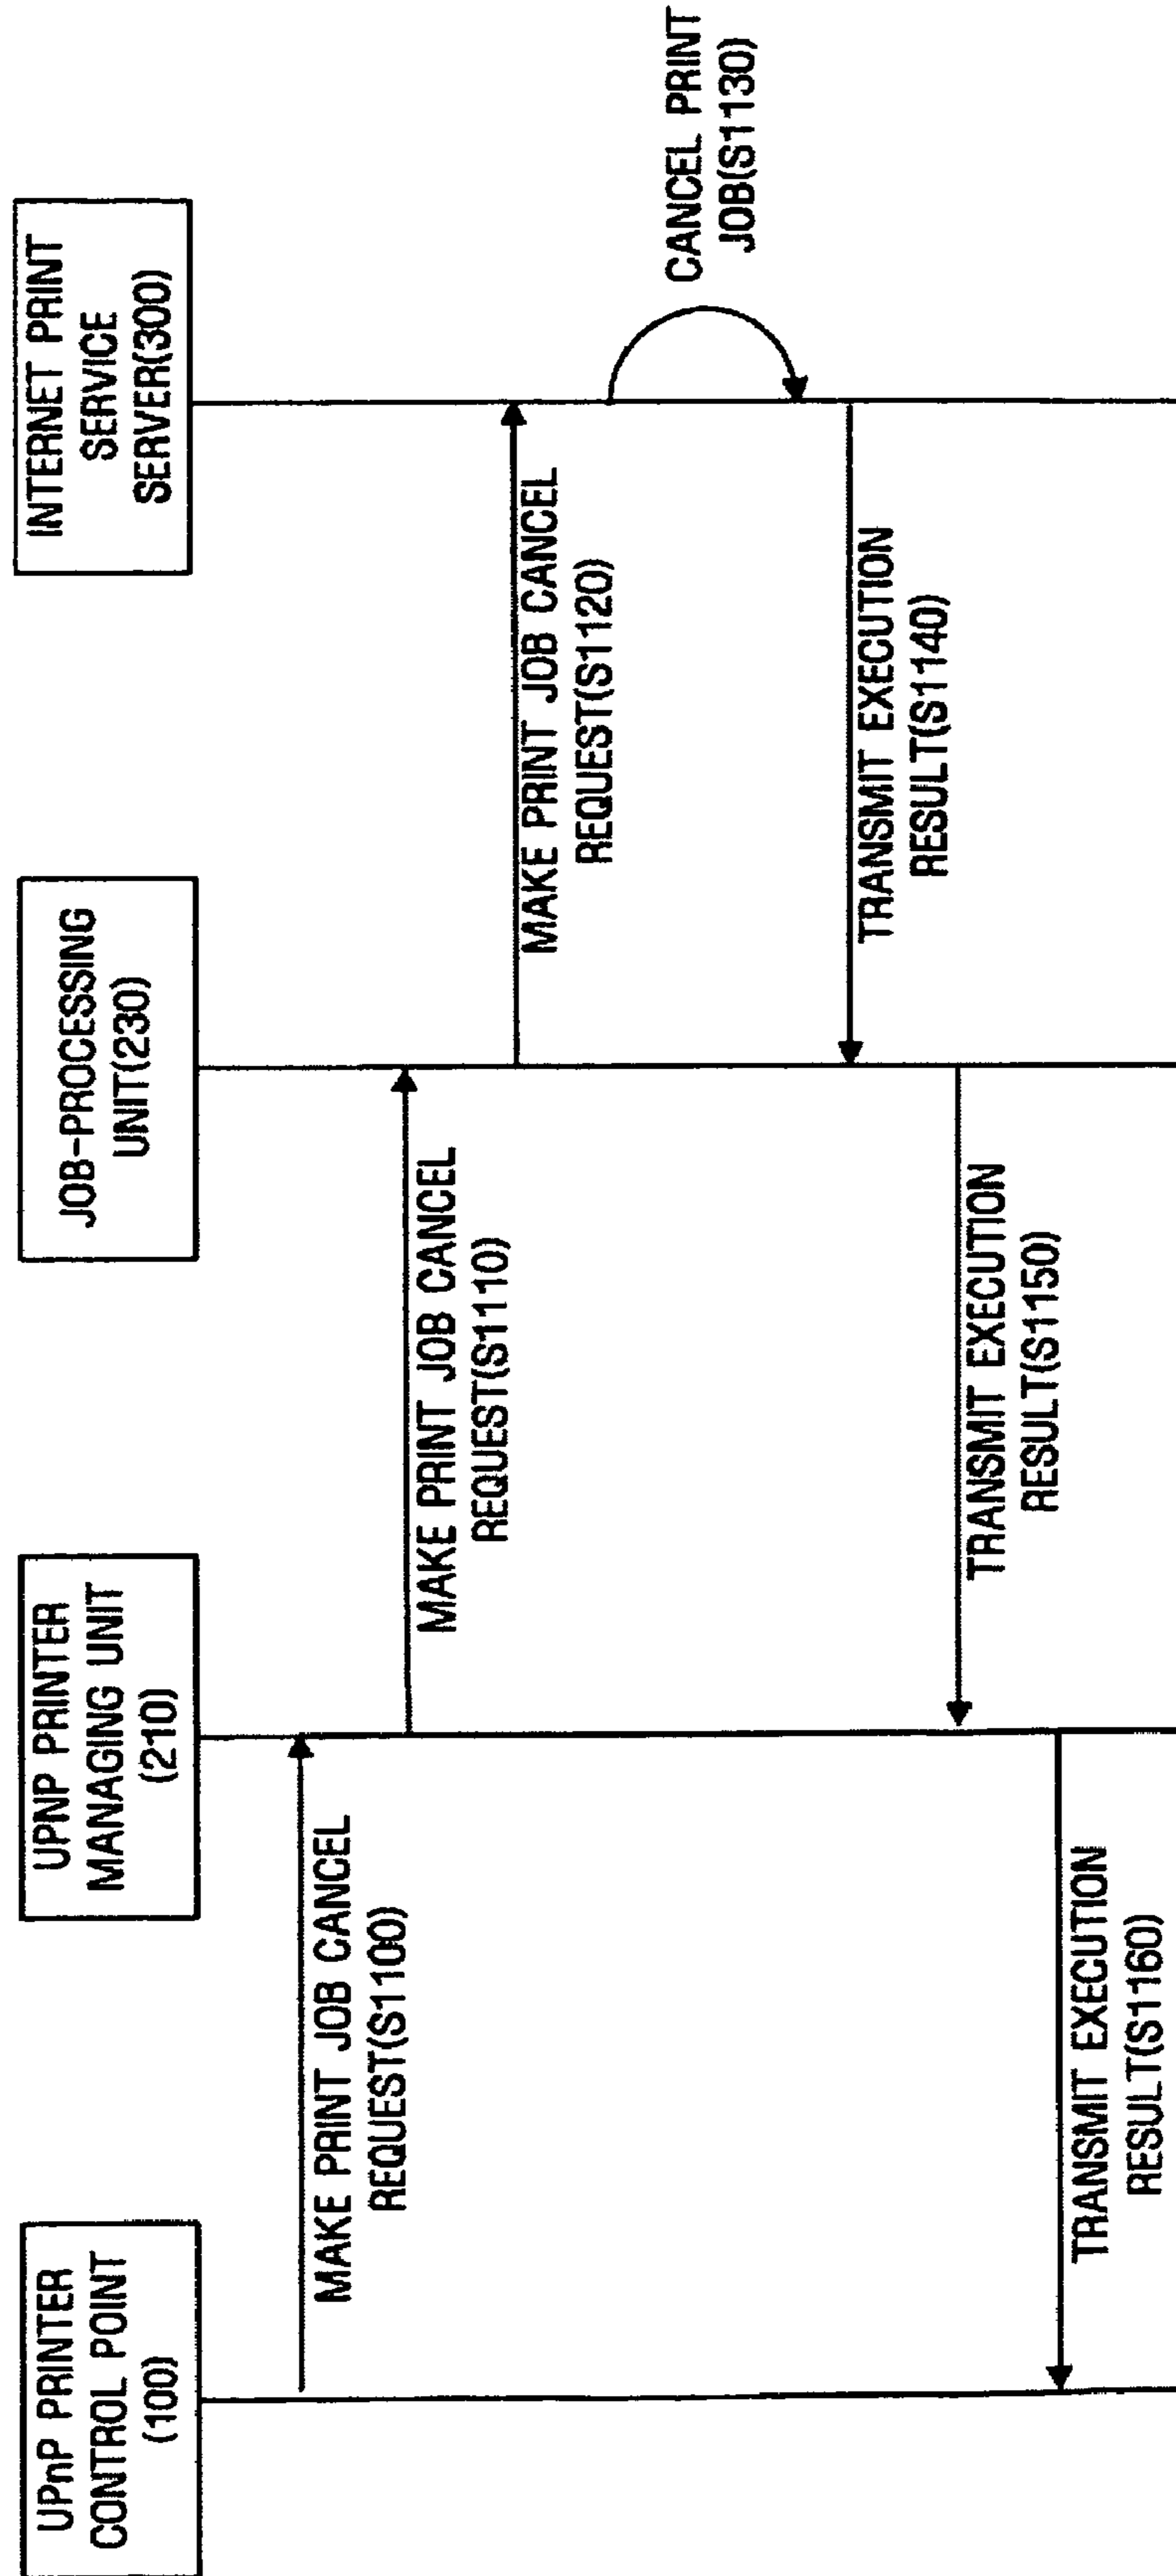 UPnP PRINTER
CONTROL POINT
(100)
UPNP PRINTER
MANAGING UNIT
(210)
JOB-PROCESSING
UNIT(230)
INTERNET PRINT
SERVICE
SERVER(300)
MAKE PRINT JOB CANCEL
REQUEST(S1100)
MAKE PRINT JOB CANCEL
REQUEST(S1110)
MAKE PRINT JOB CANCEL
REQUEST(S1120)
CANCEL PRINT
JOB(S1130)
TRANSMIT EXECUTION
RESULT(S1140)
TRANSMIT EXECUTION
RESULT(S1150)
TRANSMIT EXECUTION
RESULT(S1160)